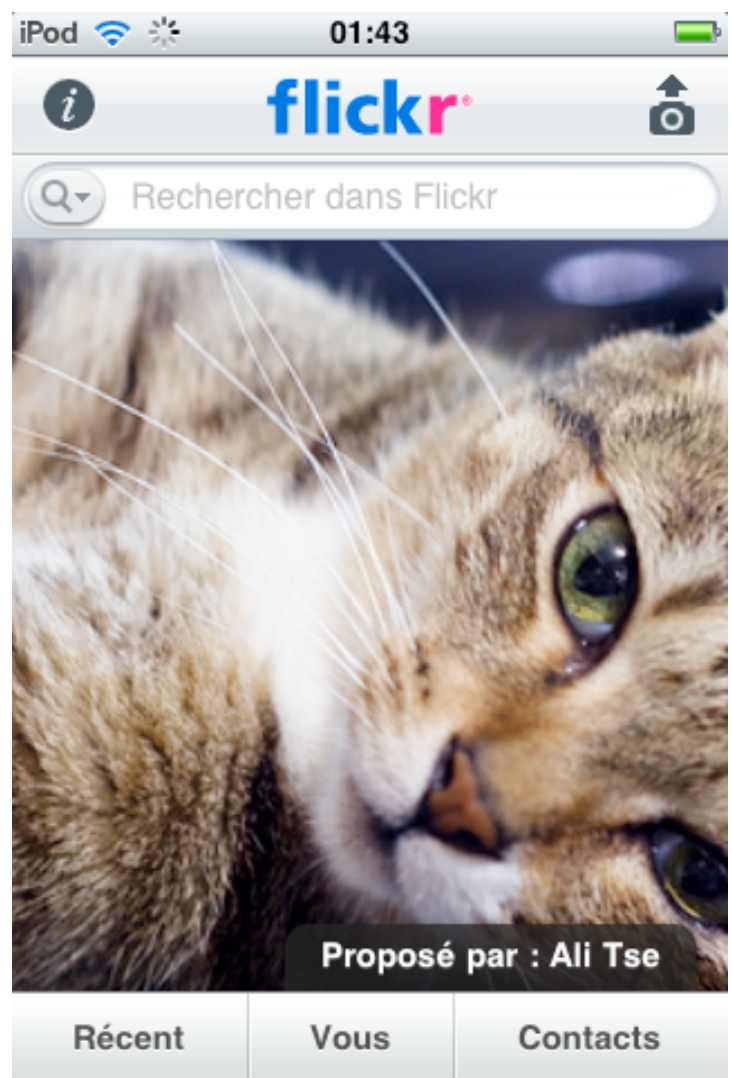 iPod 01:43
flickr®
Rechercher dans Flickr
Proposé par : Ali Tse
Récent Vous Contacts